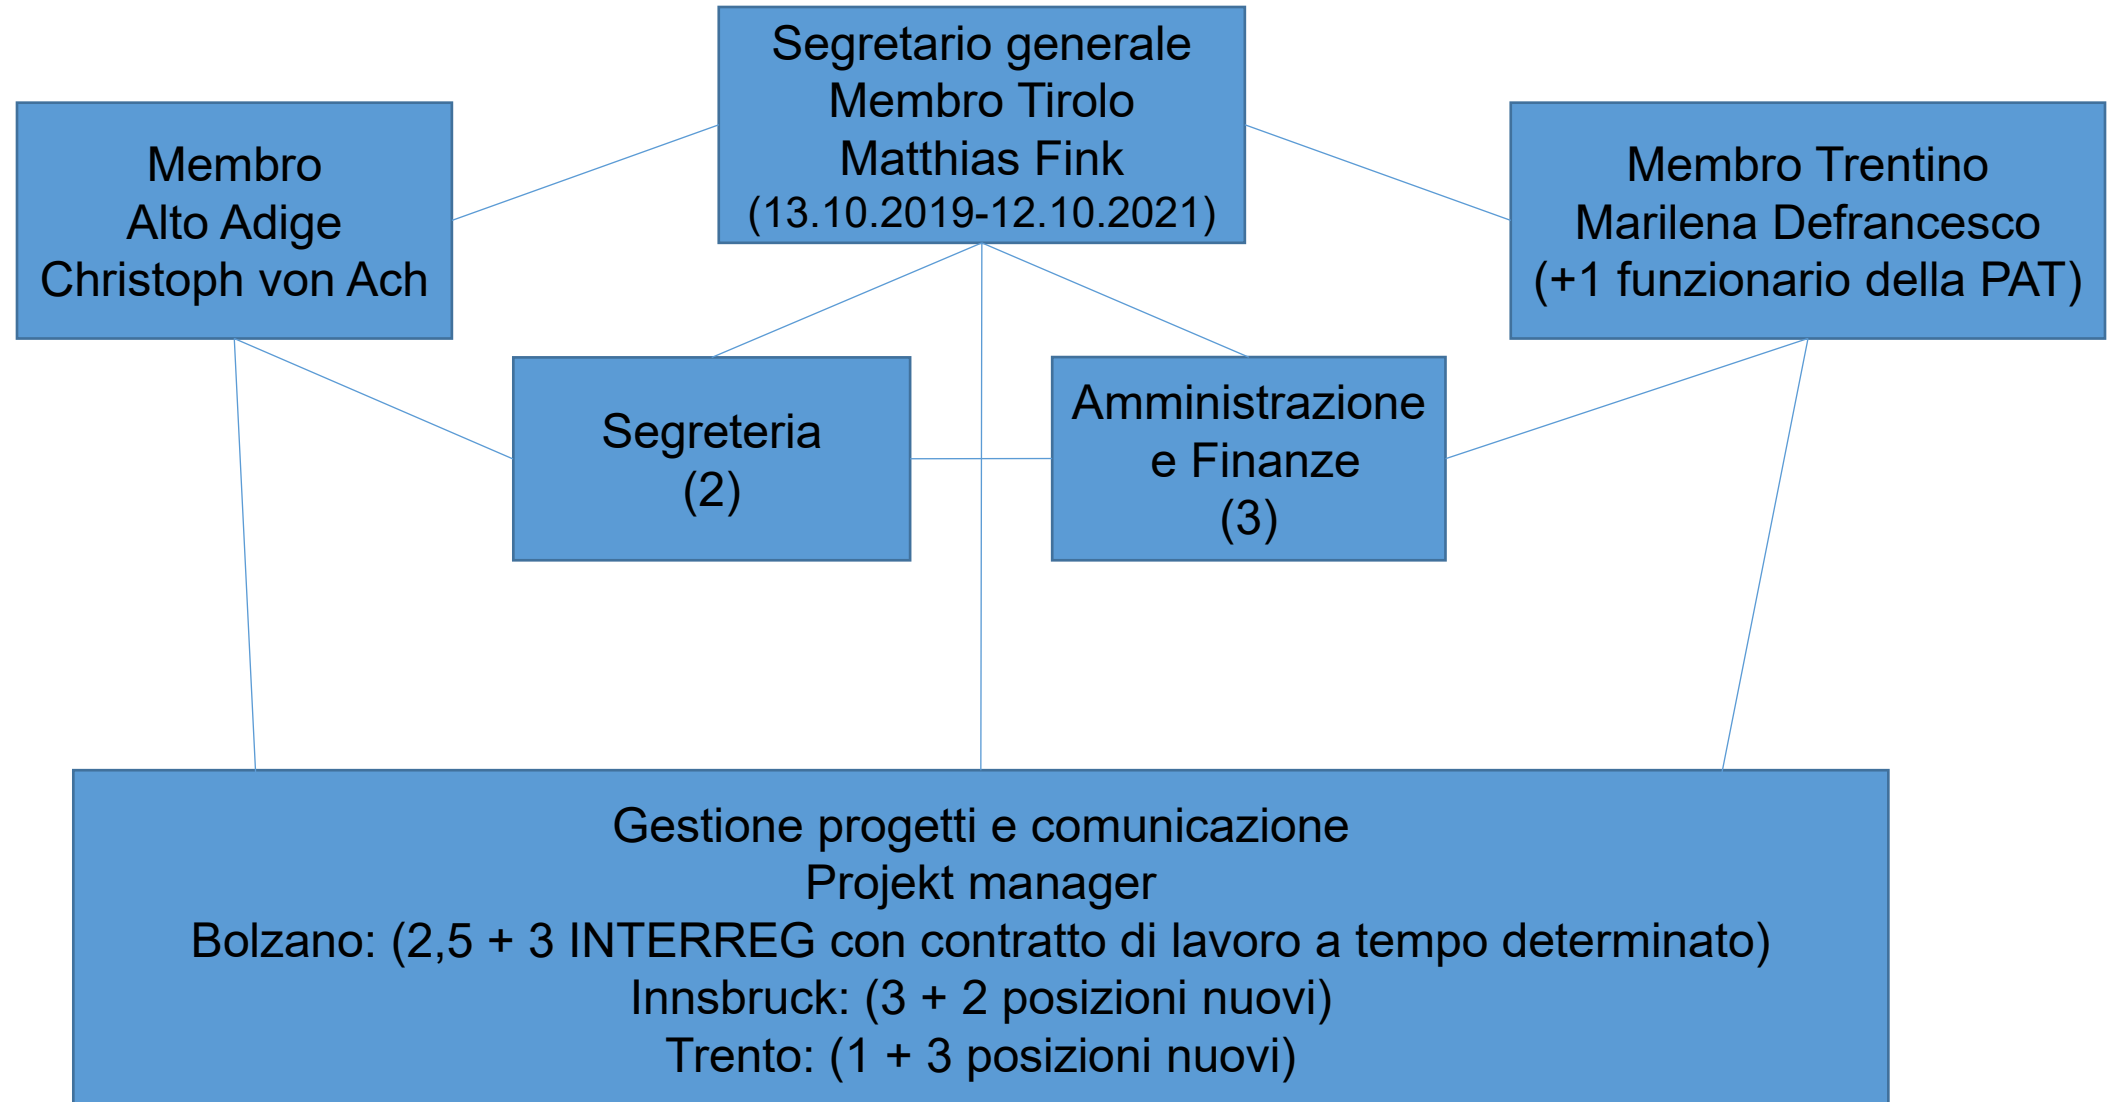 Segretario generale
Membro Tirolo
Matthias Fink
(13.10.2019-12.10.2021)
Membro
Alto Adige
Christoph von Ach
Membro Trentino
Marilena Defrancesco
(+1 funzionario della PAT)
Segreteria
(2)
Amministrazione
e Finanze
(3)
Gestione progetti e comunicazione
Projekt manager
Bolzano: (2,5 + 3 INTERREG con contratto di lavoro a tempo determinato)
Innsbruck: (3 + 2 posizioni nuovi)
Trento: (1 + 3 posizioni nuovi)